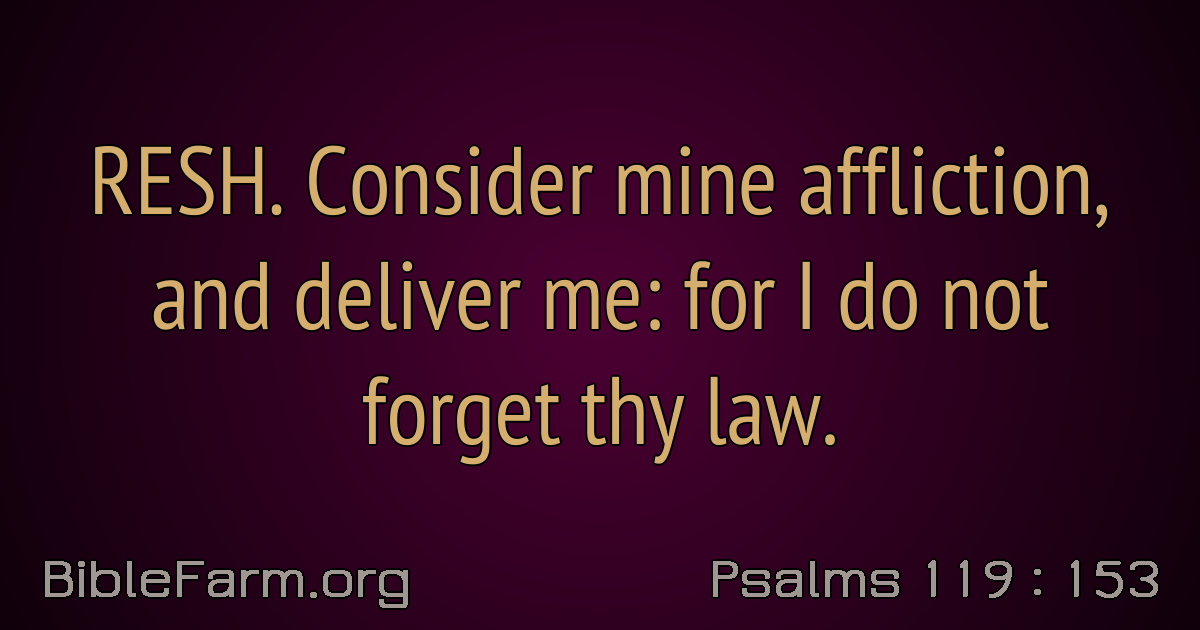 RESH. Consider mine affliction,
and deliver me: for I do not
forget thy law.
BibleFarm.org
Psalms 119 : 153